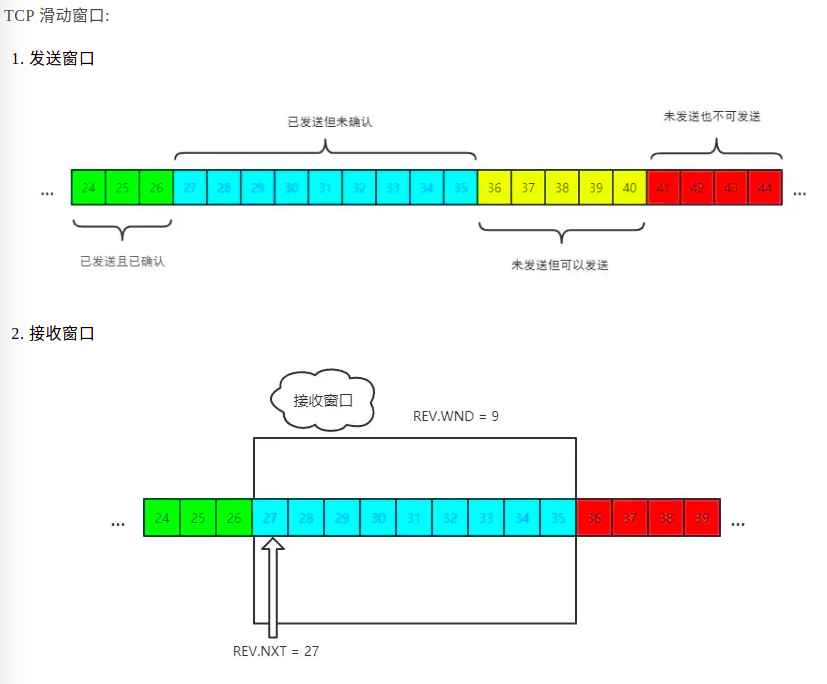 TCP 滑动窗口:
1. 发送窗口
已发送但未确认
未发送也不可发送
... 24 25 26 27 28 29 30 31 32 33 34 35 36 37 38 39 40 41 42 43 44 ...
已发送且已确认
未发送但可以发送
2. 接收窗口
接收窗口
REV.WND = 9
... 24 25 26 27 28 29 30 31 32 33 34 35 36 37 38 39 ...
REV.NXT = 27